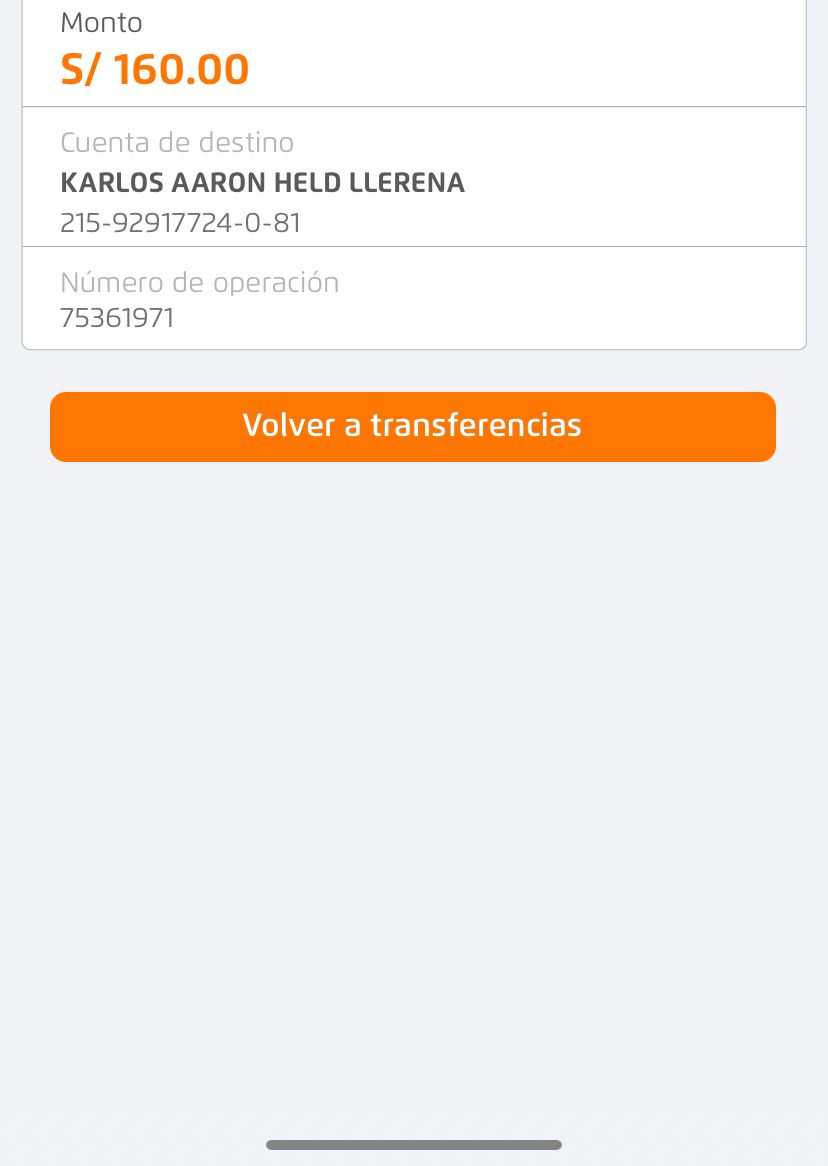 Monto
S/ 160.00
Cuenta de destino
KARLOS AARON HELD LLERENA
215-92917724-0-81
Número de operación
75361971
Volver a transferencias